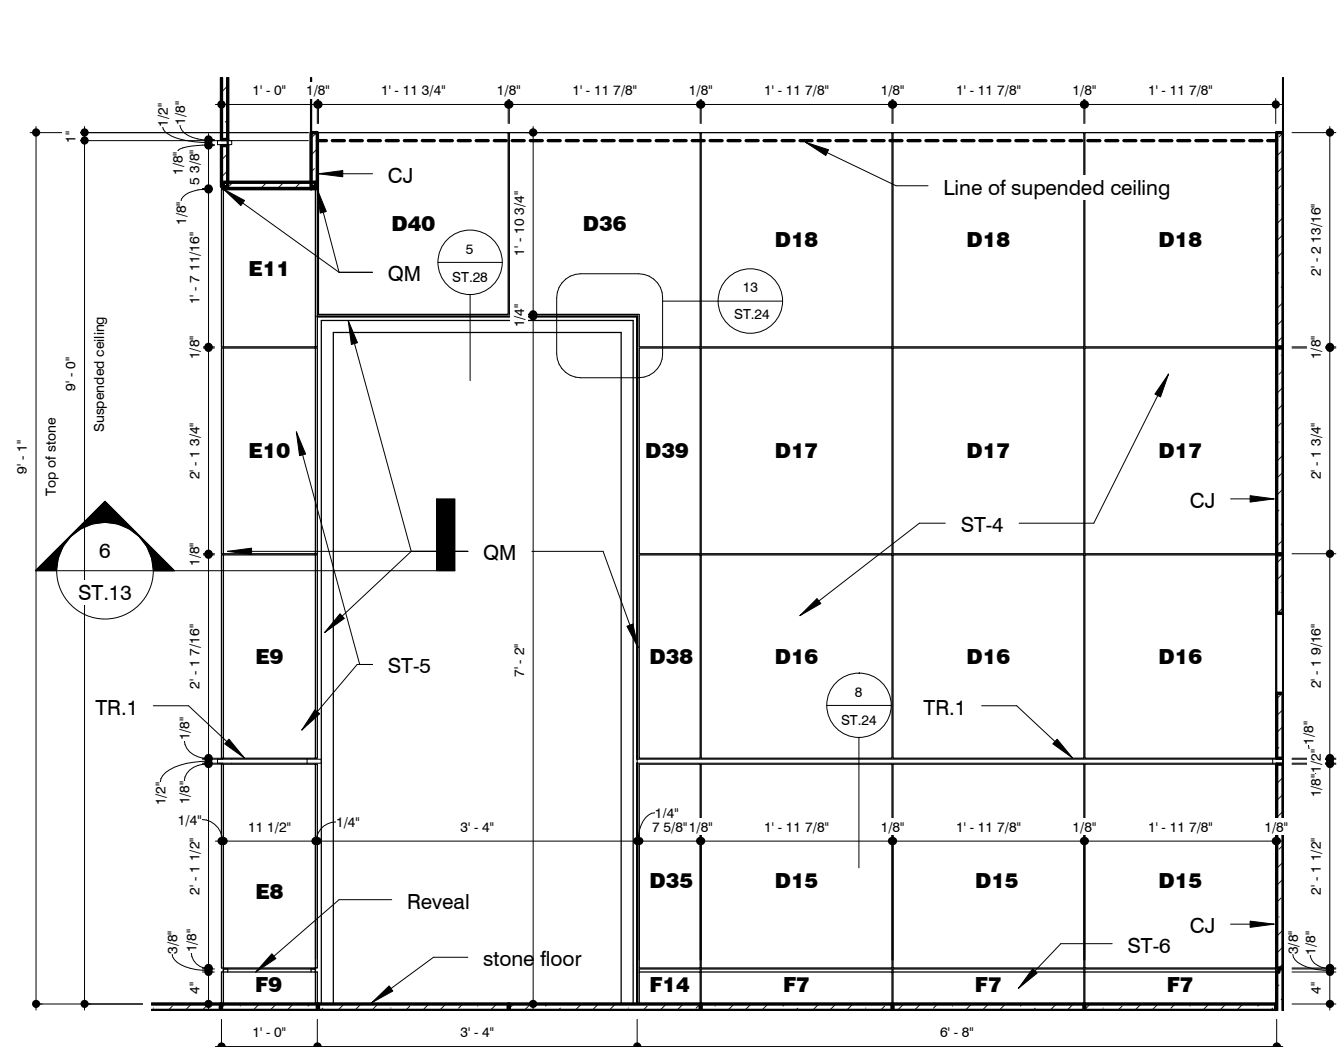 1' - 0" 1/8" 1' - 11 3/4" 1/8" 1' - 11 7/8" 1/8" 1' - 11 7/8" 1/8" 1' - 11 7/8" 1/8" 1' - 11 7/8"
1/2"
1/8"
1"
1/8"
5 3/8"
CJ
Line of supended ceiling
1/8"
D40
1' - 10 3/4"
D36
D18
D18
D18
2' - 2 13/16"
5
ST.28
1' - 7 11/16"
E11
QM
13
ST.24
1/4"
1/8"
1/8"
9' - 0"
Suspended ceiling
9' - 1"
Top of stone
2' - 1 3/4"
E10
D39
D17
D17
D17
2' - 1 3/4"
CJ
ST-4
QM
1/8"
6
ST.13
2' - 1 7/16"
E9
ST-5
7' - 2"
D38
D16
D16
D16
2' - 1 9/16"
TR.1
8
ST.24
TR.1
1/8"
1/2"
1/8"
1/8"
1/2"
1/8"
1/4"
11 1/2"
1/4"
3' - 4"
1/4"
7 5/8" 1/8" 1' - 11 7/8" 1/8" 1' - 11 7/8" 1/8" 1' - 11 7/8" 1/8"
2' - 1 1/2"
E8
D35
D15
D15
D15
2' - 1 1/2"
Reveal
CJ
ST-6
stone floor
3/8"
1/8"
3/8"
1/8"
4"
F9
F14
F7
F7
F7
4"
1' - 0"
3' - 4"
6' - 8"